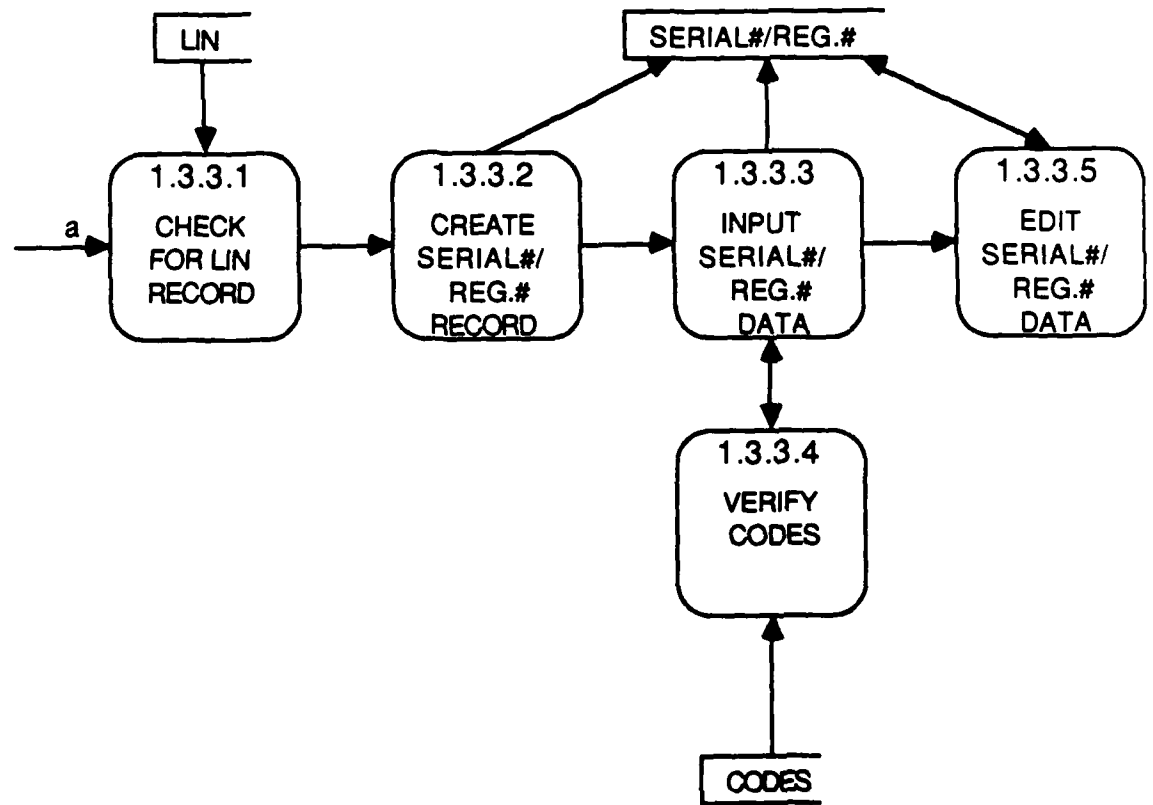 LIN
SERIAL#/REG.#
a
1.3.3.1
CHECK
FOR LIN
RECORD
1.3.3.2
CREATE
SERIAL#/
REG.#
RECORD
1.3.3.3
INPUT
SERIAL#/
REG.#
DATA
1.3.3.5
EDIT
SERIAL#/
REG.#
DATA
1.3.3.4
VERIFY
CODES
CODES